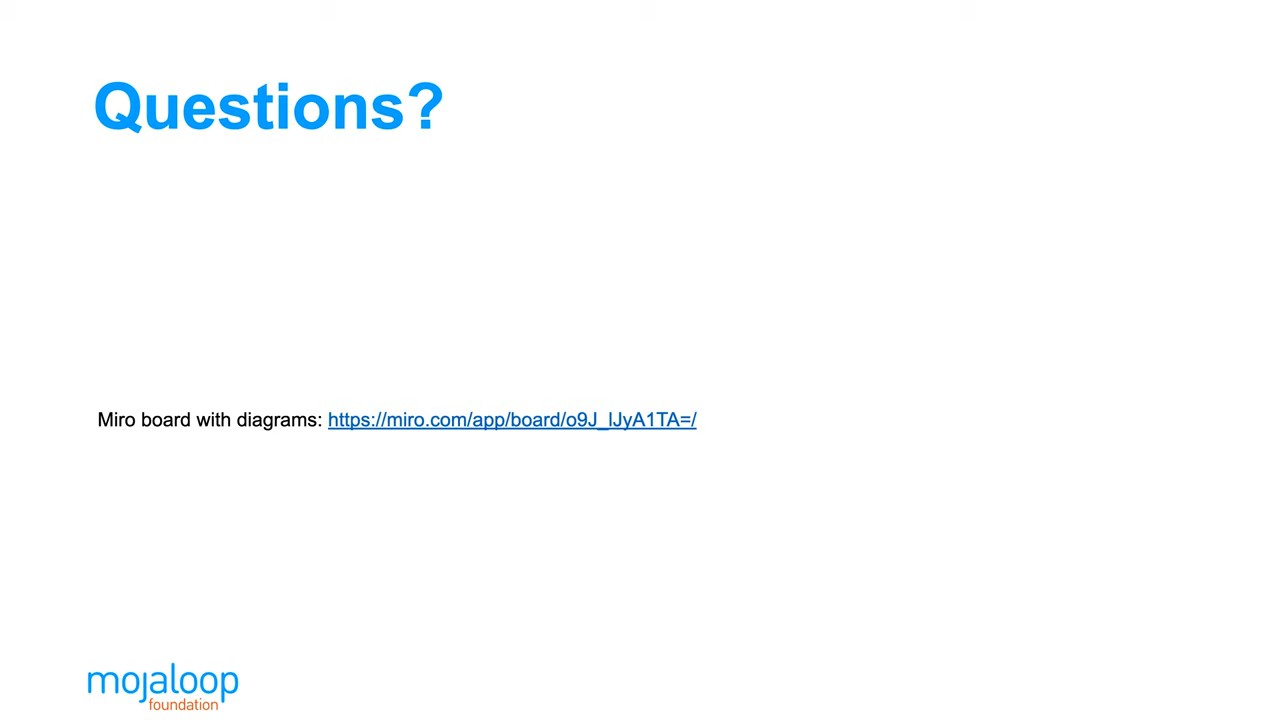 Questions?
Miro board with diagrams: https://miro.com/app/board/o9J_lJyA1TA=/
mojaloop
foundation